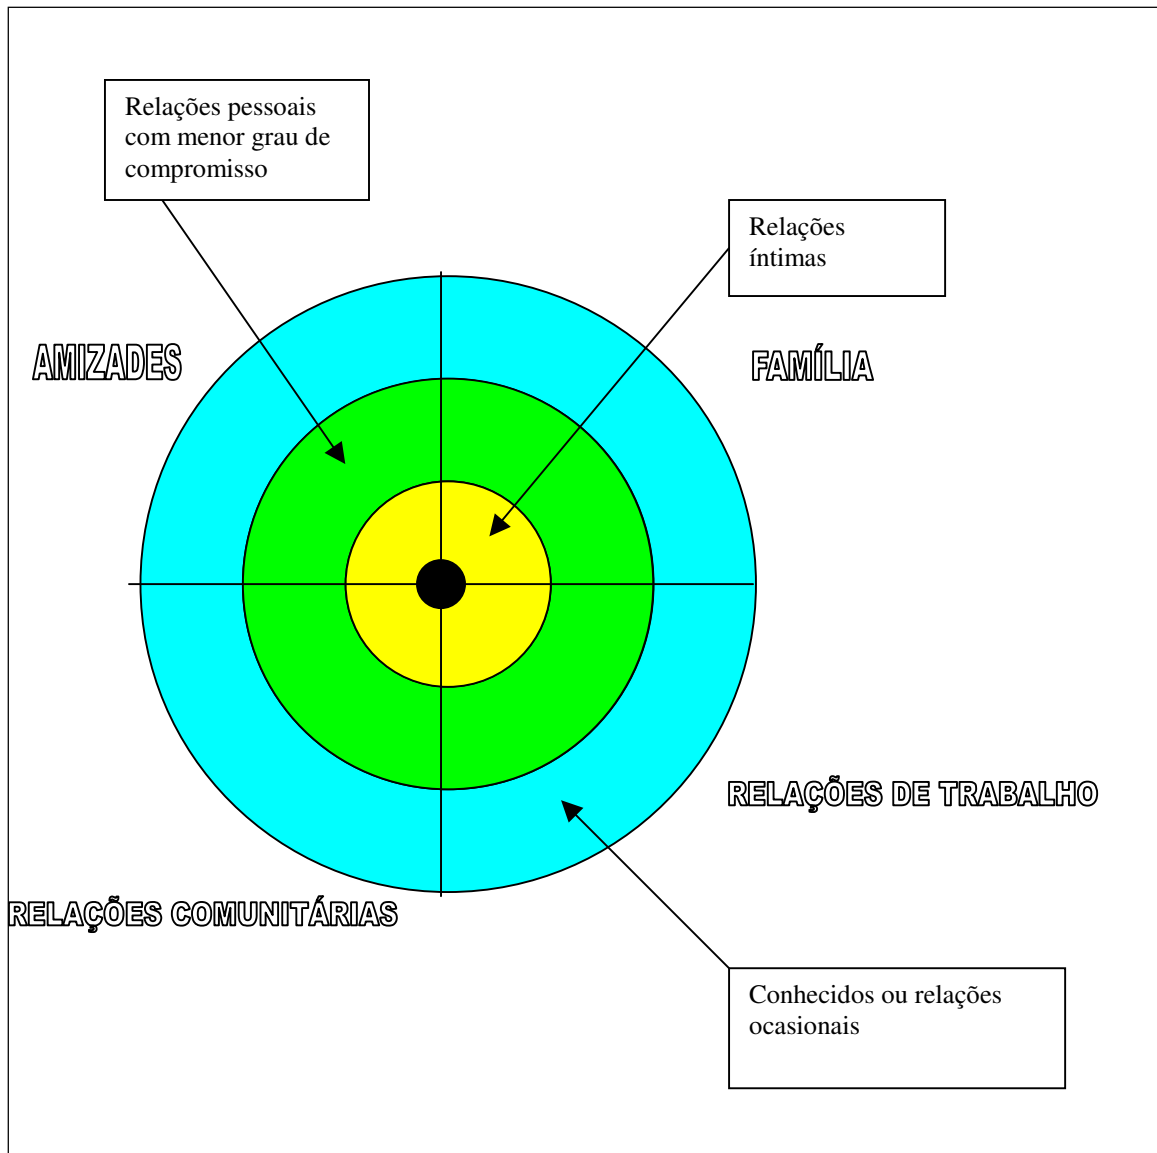 Relações pessoais
com menor grau de
compromisso
Relações
íntimas
AMIZADES
FAMÍLIA
RELAÇÕES DE TRABALHO
RELAÇÕES COMUNITÁRIAS
Conhecidos ou relações
ocasionais